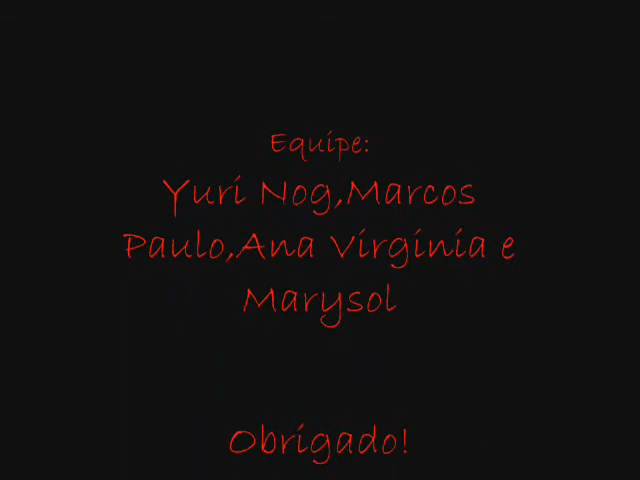 Equipe:
Yuri Nog,Marcos
Paulo,Ana Virginia e
Marysol
Obrigado!